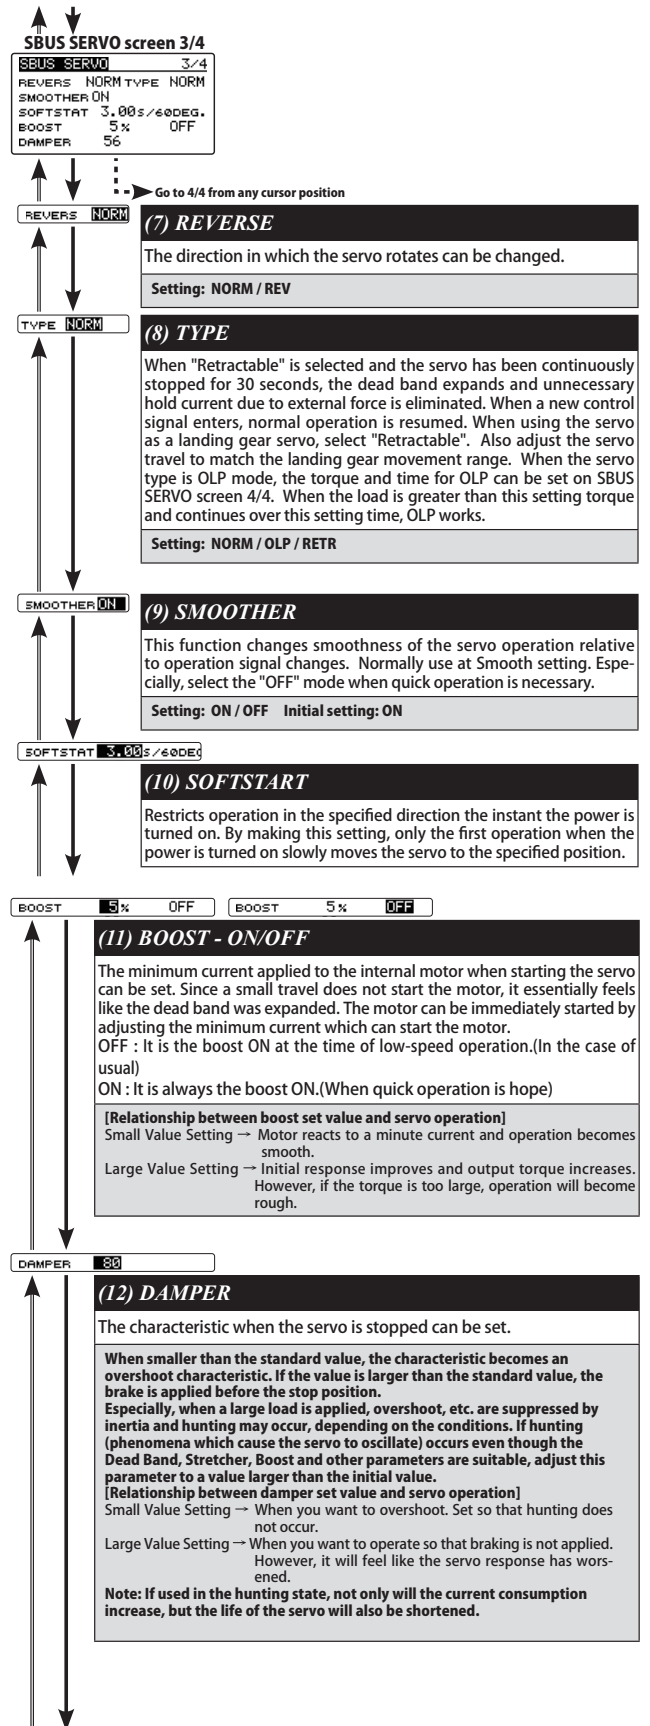 SBUS SERVO screen 3/4
SBUS SERVO 3/4
REVERS NORM TYPE NORM
SMOOTHER ON
SOFTSTAT 3.00s/60DEG.
BOOST 5% OFF
DAMPER 56
Go to 4/4 from any cursor position
REVERS NORM
(7) REVERSE
The direction in which the servo rotates can be changed.
Setting: NORM / REV
TYPE NORM
(8) TYPE
When "Retractable" is selected and the servo has been continuously
stopped for 30 seconds, the dead band expands and unnecessary
hold current due to external force is eliminated. When a new control
signal enters, normal operation is resumed. When using the servo
as a landing gear servo, select "Retractable". Also adjust the servo
travel to match the landing gear movement range. When the servo
type is OLP mode, the torque and time for OLP can be set on SBUS
SERVO screen 4/4. When the load is greater than this setting torque
and continues over this setting time, OLP works.
Setting: NORM / OLP / RETR
SMOOTHER ON
(9) SMOOTHER
This function changes smoothness of the servo operation relative
to operation signal changes. Normally use at Smooth setting. Espe-
cially, select the "OFF" mode when quick operation is necessary.
Setting: ON / OFF Initial setting: ON
SOFTSTAT 3.00s/60DEG
(10) SOFTSTART
Restricts operation in the specified direction the instant the power is
turned on. By making this setting, only the first operation when the
power is turned on slowly moves the servo to the specified position.
BOOST 5% OFF BOOST 5% OFF
(11) BOOST - ON/OFF
The minimum current applied to the internal motor when starting the servo
can be set. Since a small travel does not start the motor, it essentially feels
like the dead band was expanded. The motor can be immediately started by
adjusting the minimum current which can start the motor.
OFF : It is the boost ON at the time of low-speed operation.(In the case of
usual)
ON : It is always the boost ON.(When quick operation is hope)
[Relationship between boost set value and servo operation]
Small Value Setting → Motor reacts to a minute current and operation becomes
smooth.
Large Value Setting → Initial response improves and output torque increases.
However, if the torque is too large, operation will become
rough.
DAMPER 80
(12) DAMPER
The characteristic when the servo is stopped can be set.
When smaller than the standard value, the characteristic becomes an
overshoot characteristic. If the value is larger than the standard value, the
brake is applied before the stop position.
Especially, when a large load is applied, overshoot, etc. are suppressed by
inertia and hunting may occur, depending on the conditions. If hunting
(phenomena which cause the servo to oscillate) occurs even though the
Dead Band, Stretcher, Boost and other parameters are suitable, adjust this
parameter to a value larger than the initial value.
[Relationship between damper set value and servo operation]
Small Value Setting → When you want to overshoot. Set so that hunting does
not occur.
Large Value Setting → When you want to operate so that braking is not applied.
However, it will feel like the servo response has wors-
ened.
Note: If used in the hunting state, not only will the current consumption
increase, but the life of the servo will also be shortened.